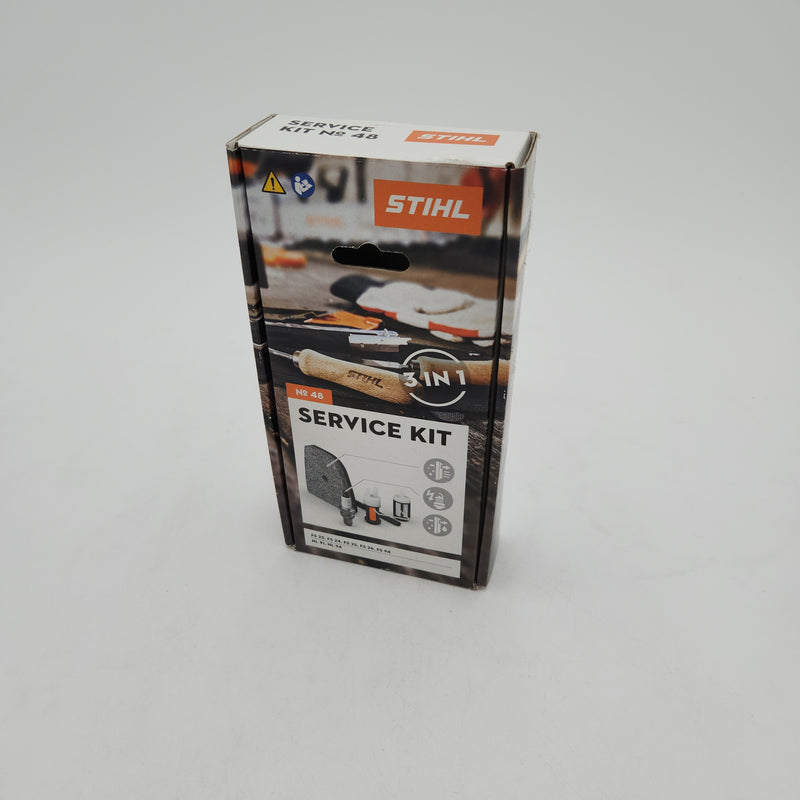 SERVICE
KIT Nº 48
STIHL
STIHL
STIHL
3 IN 1
Nº 48
SERVICE KIT